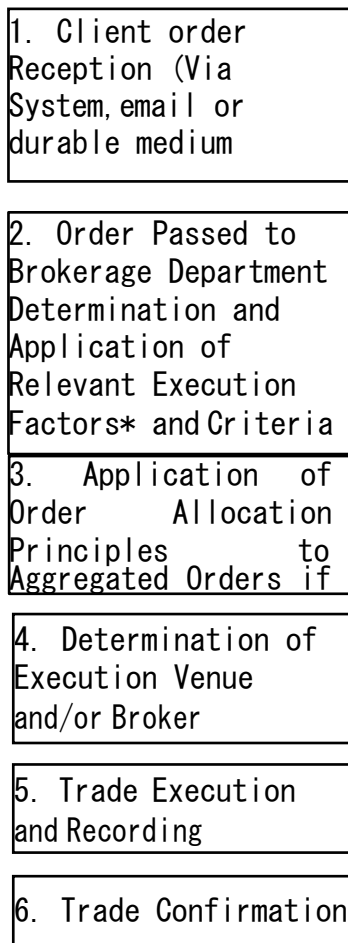 1. Client order
Reception (Via
System, email or
durable medium
2. Order Passed to
Brokerage Department
Determination and
Application of
Relevant Execution
Factors* and Criteria
3. Application of
Order Allocation
Principles to
Aggregated Orders if
4. Determination of
Execution Venue
and/or Broker
5. Trade Execution
and Recording
6. Trade Confirmation